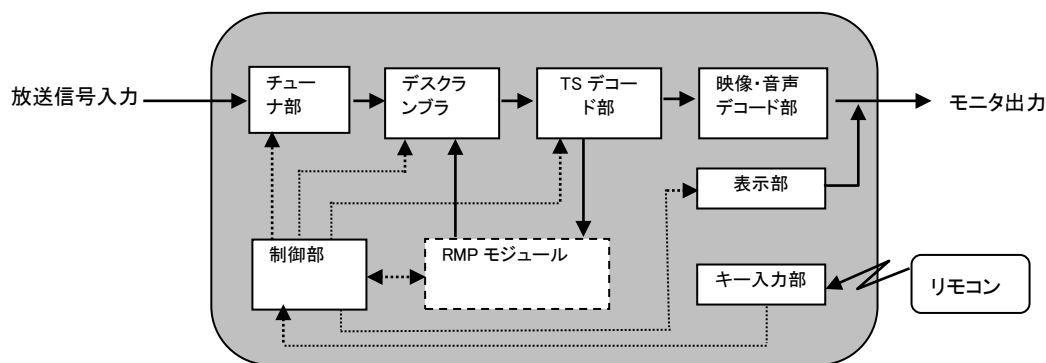 放送信号入力
チュー
ナ部
デスクラ
ンブラ
TS デコー
ド部
映像・音声
デコード部
モニタ出力
表示部
制御部
RMP モジュール
キー入力部
リモコン